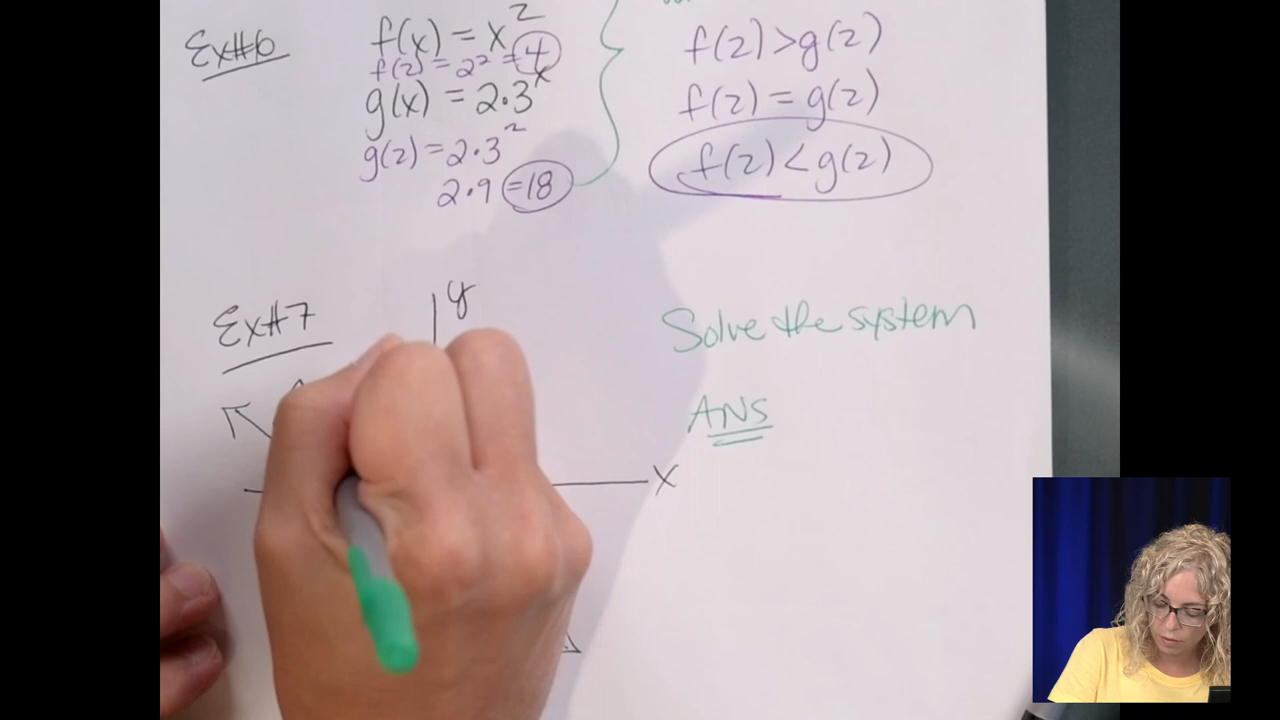 Ex#6
f(x) = x²
f(2) = 2² = 4
g(x) = 2·3ˣ
g(2) = 2·3²
2·9 = 18
f(2) > g(2)
f(2) = g(2)
f(2) < g(2)
Ex#7
y
x
Solve the system
ANS